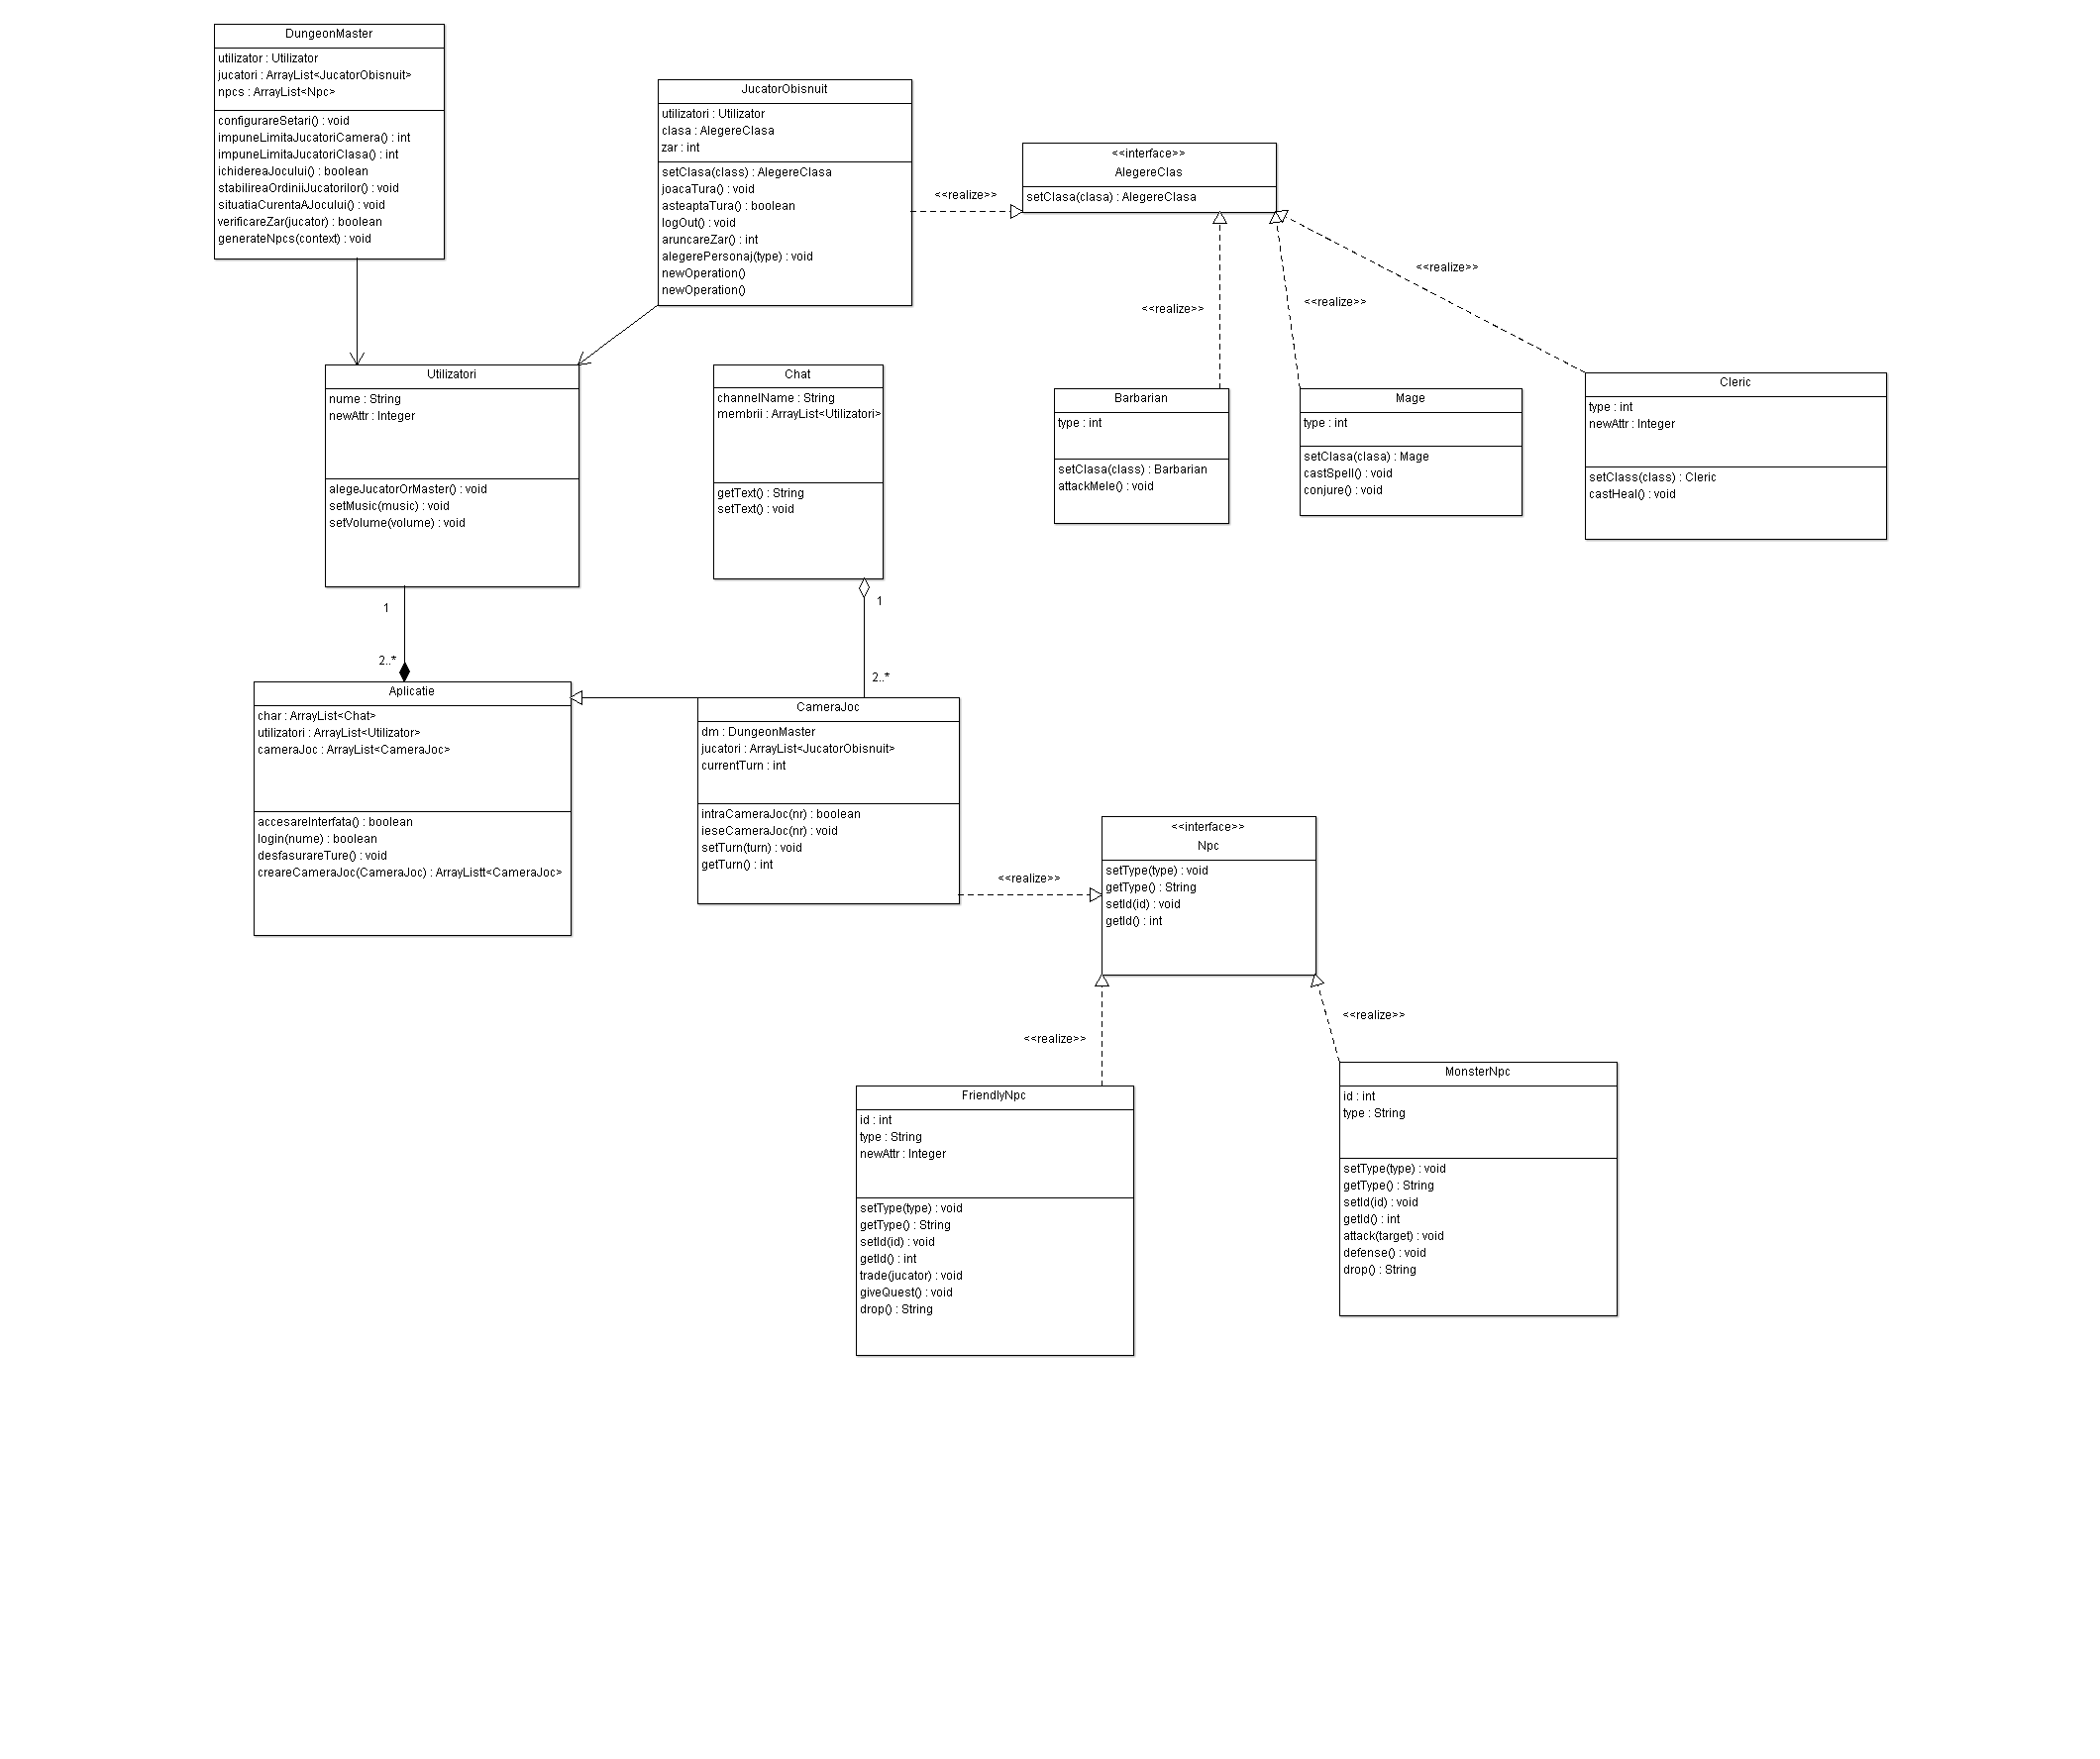 DungeonMaster
utilizator : Utilizator
jucatori : ArrayList<JucatorObisnuit>
npcs : ArrayList<Npc>
configurareSetari() : void
impuneLimitaJucatoriCamera() : int
impuneLimitaJucatoriClasa() : int
ichidereaJocului() : boolean
stabilireaOrdiniiJucatorilor() : void
situatiaCurentaAJocului() : void
verificareZar(jucator) : boolean
generateNpcs(context) : void
JucatorObisnuit
utilizatori : Utilizator
clasa : AlegereClasa
zar : int
setClasa(class) : AlegereClasa
joacaTura() : void
asteaptaTura() : boolean
logOut() : void
aruncareZar() : int
alegerePersonaj(type) : void
newOperation()
newOperation()
<<realize>>
<<interface>>
AlegereClas
setClasa(clasa) : AlegereClasa
<<realize>>
<<realize>>
<<realize>>
Utilizatori
nume : String
newAttr : Integer
alegeJucatorOrMaster() : void
setMusic(music) : void
setVolume(volume) : void
Chat
channelName : String
membrii : ArrayList<Utilizatori>
getText() : String
setText() : void
Barbarian
type : int
setClasa(class) : Barbarian
attackMele() : void
Mage
type : int
setClasa(clasa) : Mage
castSpell() : void
conjure() : void
Cleric
type : int
newAttr : Integer
setClass(class) : Cleric
castHeal() : void
1
2..*
1
2..*
Aplicatie
char : ArrayList<Chat>
utilizatori : ArrayList<Utilizator>
cameraJoc : ArrayList<CameraJoc>
accesareInterfata() : boolean
login(nume) : boolean
desfasurareTure() : void
creareCameraJoc(CameraJoc) : ArrayListt<CameraJoc>
CameraJoc
dm : DungeonMaster
jucatori : ArrayList<JucatorObisnuit>
currentTurn : int
intraCameraJoc(nr) : boolean
ieseCameraJoc(nr) : void
setTurn(turn) : void
getTurn() : int
<<realize>>
<<interface>>
Npc
setType(type) : void
getType() : String
setId(id) : void
getId() : int
<<realize>>
<<realize>>
FriendlyNpc
id : int
type : String
newAttr : Integer
setType(type) : void
getType() : String
setId(id) : void
getId() : int
trade(jucator) : void
giveQuest() : void
drop() : String
MonsterNpc
id : int
type : String
setType(type) : void
getType() : String
setId(id) : void
getId() : int
attack(target) : void
defense() : void
drop() : String